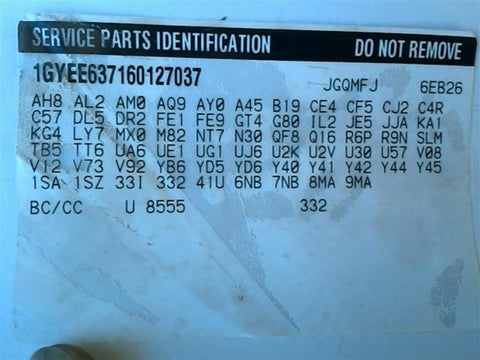 SERVICE PARTS IDENTIFICATION DO NOT REMOVE
1GYEE637160127037 JGQMFJ 6EB26
AH8 AL2 AM0 AQ9 AY0 A45 B19 CE4 CF5 CJ2 C4R
C57 DL5 DR2 FE1 FE9 GT4 G80 IL2 JE5 JJA KA1
KG4 LY7 MX0 M82 NT7 N30 QF8 Q16 R6P R9N SLM
TB5 TT6 UA6 UE1 UG1 UJ6 U2K U2V U30 U57 V08
V12 V73 V92 YB6 YD5 YD6 Y40 Y41 Y42 Y44 Y45
1SA 1SZ 33I 332 41U 6NB 7NB 8MA 9MA
BC/CC U 8555 332